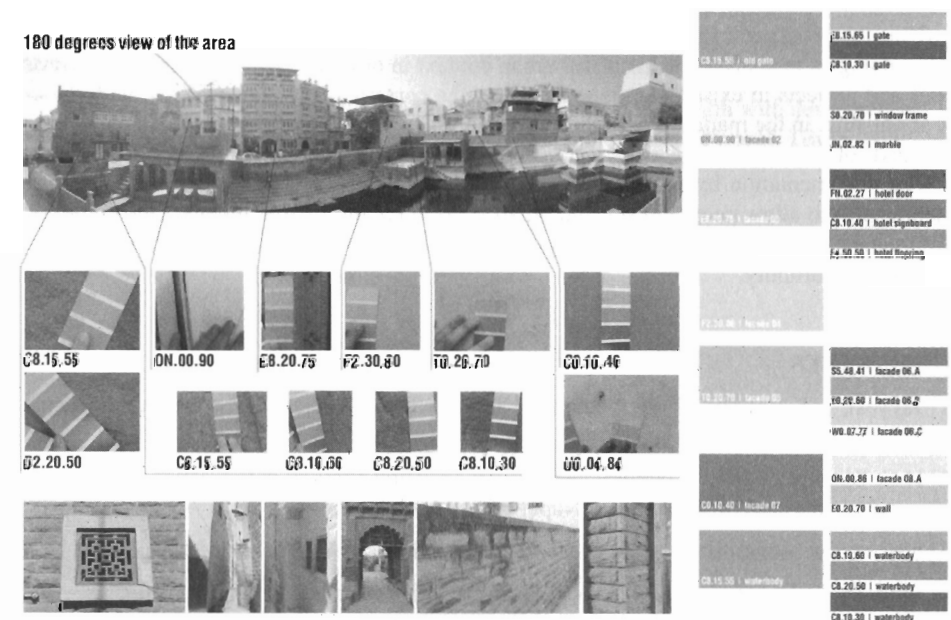 180 degrees view of the area
C8.15.55
ON.00.90
E8.20.75
F2.30.80
T0.20.70
C0.10.40
D2.20.50
C8.15.55
C8.10.60
C8.20.50
C8.10.30
U0.04.84
C8.15.55 | old gate
E8.15.65 | gate
C8.10.30 | gate
ON.00.90 | facade 02
S0.20.70 | window frame
JN.02.82 | marble
E8.20.75 | facade 03
FN.02.27 | hotel door
C8.10.40 | hotel signboard
E4.50.50 | hotel flooring
F2.30.80 | facade 04
T0.20.70 | facade 05
S5.48.41 | facade 06.A
E0.20.60 | facade 06.B
W0.07.77 | facade 06.C
C0.10.40 | facade 07
ON.00.86 | facade 08.A
E0.20.70 | wall
C8.15.55 | waterbody
C8.10.60 | waterbody
C8.20.50 | waterbody
C8.10.30 | waterbody